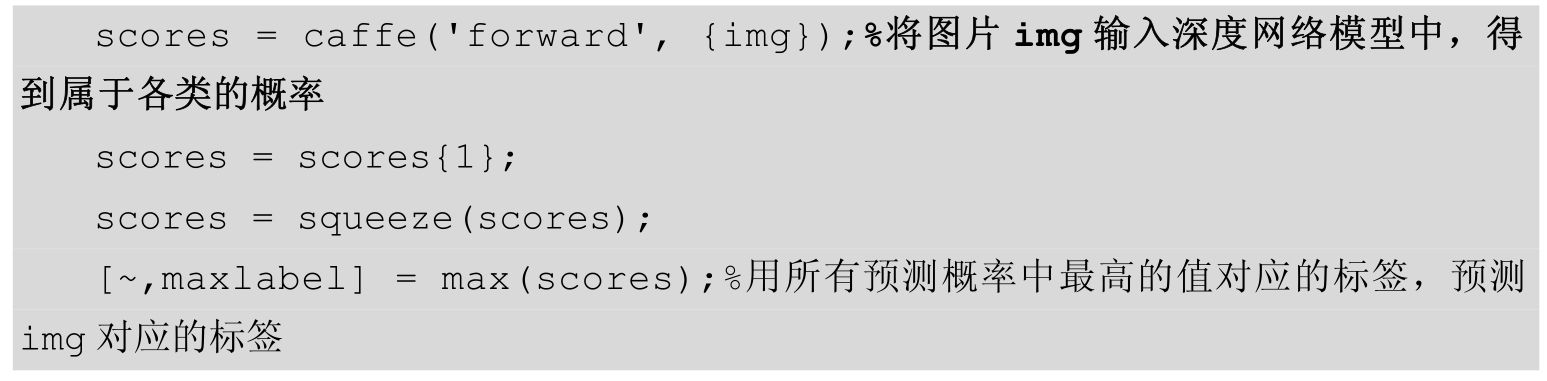 scores = caffe('forward', {img});%将图片 img 输入深度网络模型中，得
到属于各类的概率
scores = scores{1};
scores = squeeze(scores);
[~,maxlabel] = max(scores);%用所有预测概率中最高的值对应的标签，预测
img 对应的标签